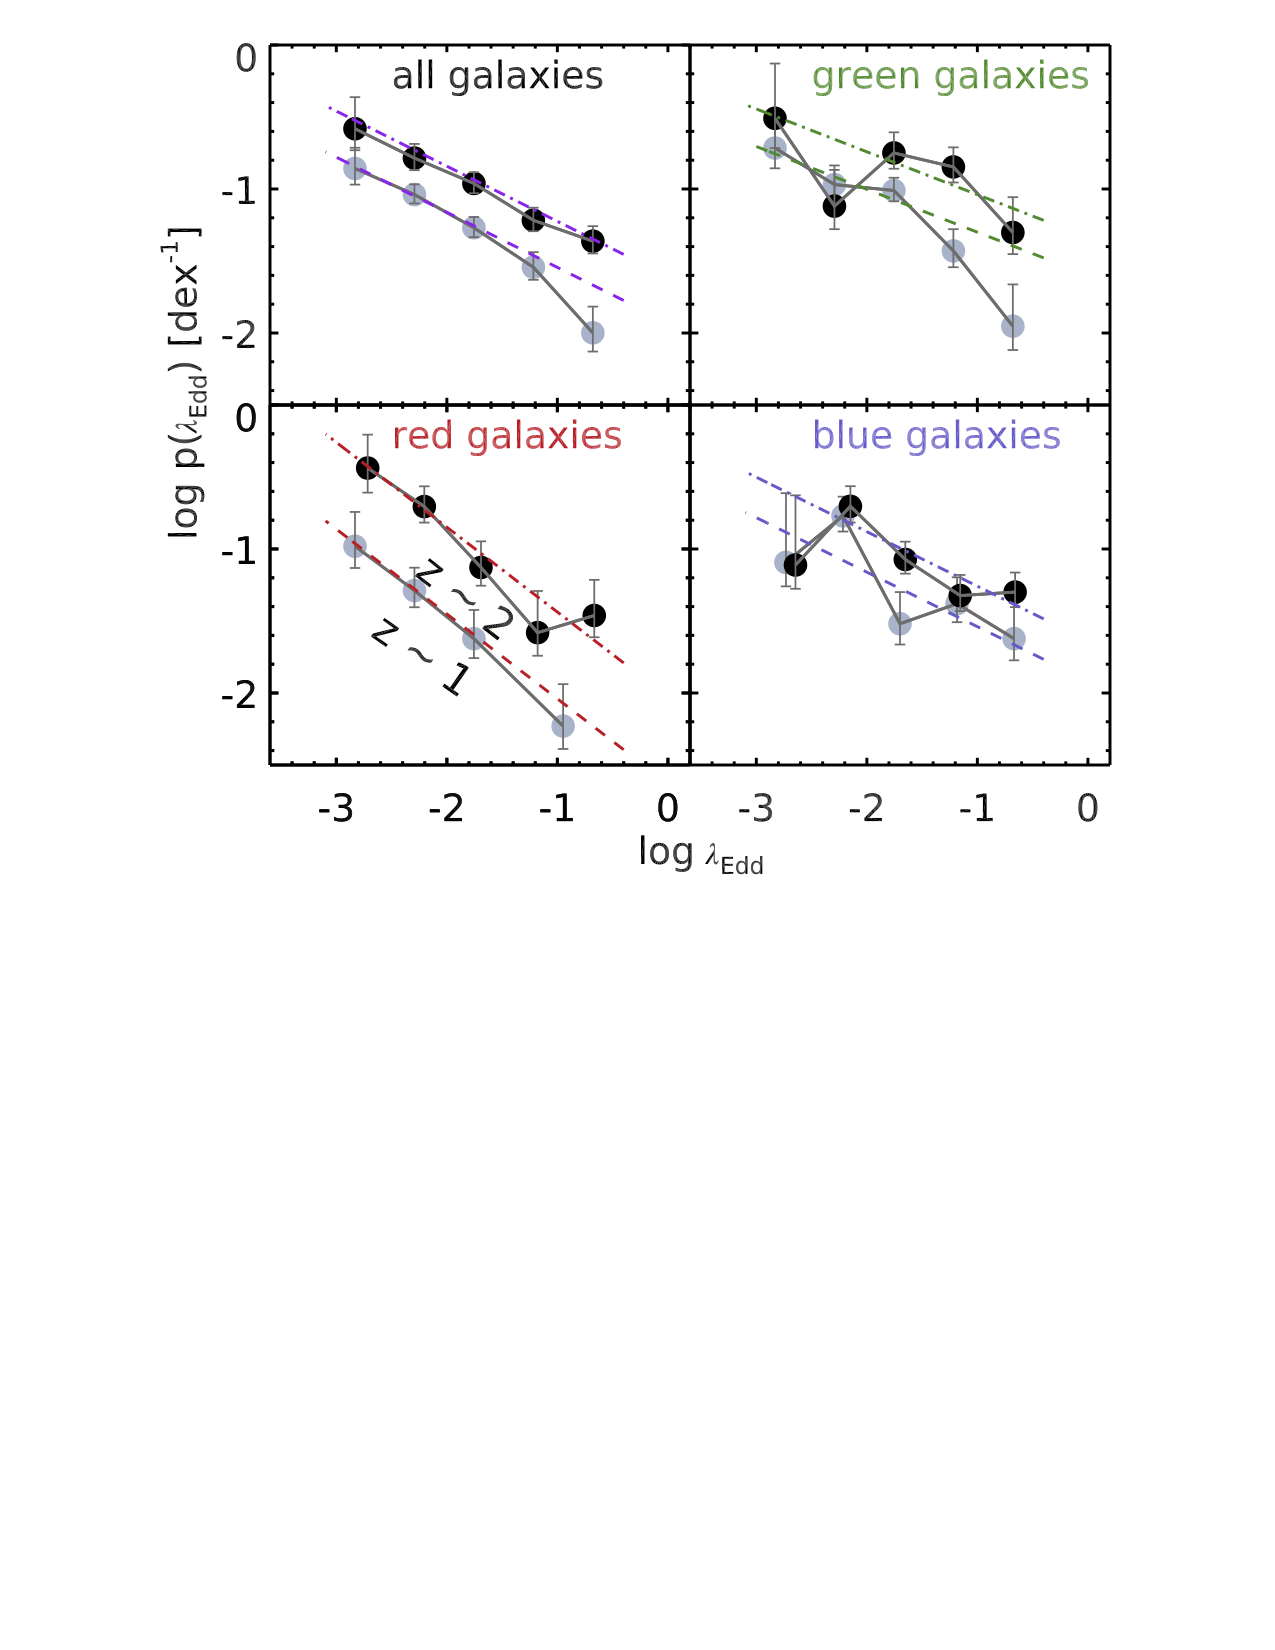 0
all galaxies
green galaxies
-1
-2
log p(λEdd) [dex-1]
0
red galaxies
blue galaxies
-1
z ~ 2
z ~ 1
-2
-3 -2 -1 0 -3 -2 -1 0
log λEdd